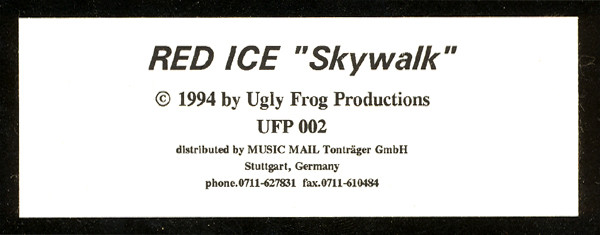 RED ICE "Skywalk"
© 1994 by Ugly Frog Productions
UFP 002
distributed by MUSIC MAIL Tonträger GmbH
Stuttgart, Germany
phone.0711-627831 fax.0711-610484